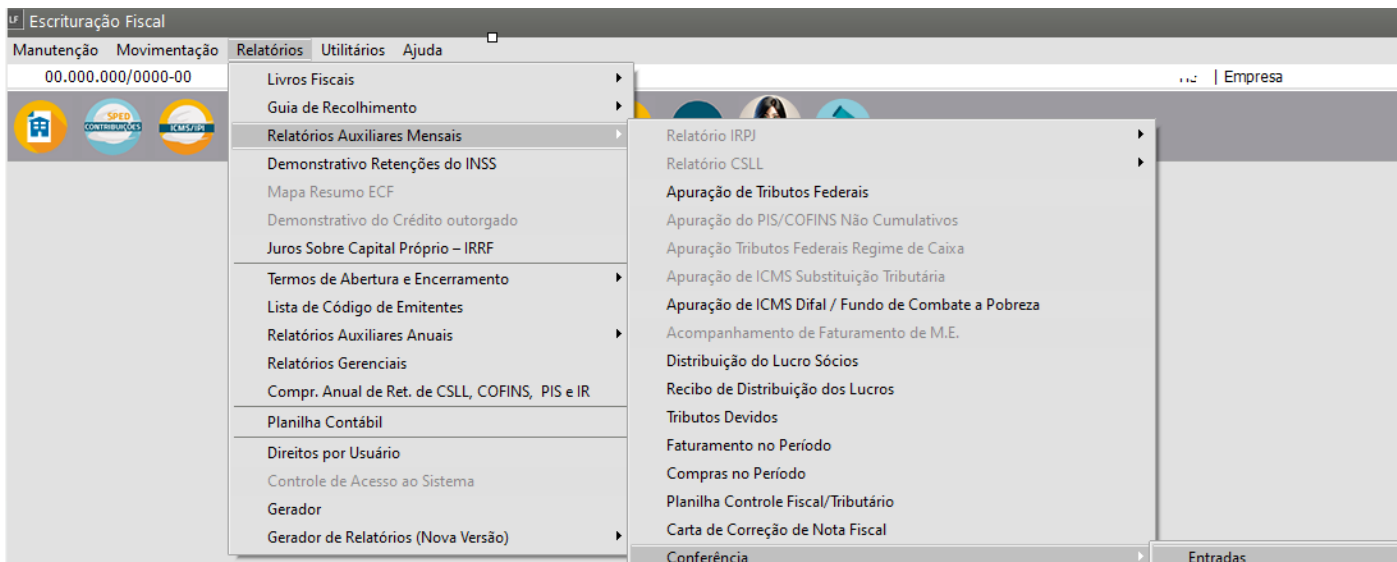 LF Escrituração Fiscal
Manutenção Movimentação Relatórios Utilitários Ajuda
00.000.000/0000-00 | Empresa
SPED CONTRIBUIÇÕES
ICMS/IPI
Livros Fiscais
Guia de Recolhimento
Relatórios Auxiliares Mensais
Demonstrativo Retenções do INSS
Mapa Resumo ECF
Demonstrativo do Crédito outorgado
Juros Sobre Capital Próprio – IRRF
Termos de Abertura e Encerramento
Lista de Código de Emitentes
Relatórios Auxiliares Anuais
Relatórios Gerenciais
Compr. Anual de Ret. de CSLL, COFINS, PIS e IR
Planilha Contábil
Direitos por Usuário
Controle de Acesso ao Sistema
Gerador
Gerador de Relatórios (Nova Versão)
Relatório IRPJ
Relatório CSLL
Apuração de Tributos Federais
Apuração do PIS/COFINS Não Cumulativos
Apuração Tributos Federais Regime de Caixa
Apuração de ICMS Substituição Tributária
Apuração de ICMS Difal / Fundo de Combate a Pobreza
Acompanhamento de Faturamento de M.E.
Distribuição do Lucro Sócios
Recibo de Distribuição dos Lucros
Tributos Devidos
Faturamento no Período
Compras no Período
Planilha Controle Fiscal/Tributário
Carta de Correção de Nota Fiscal
Conferência
Entradas